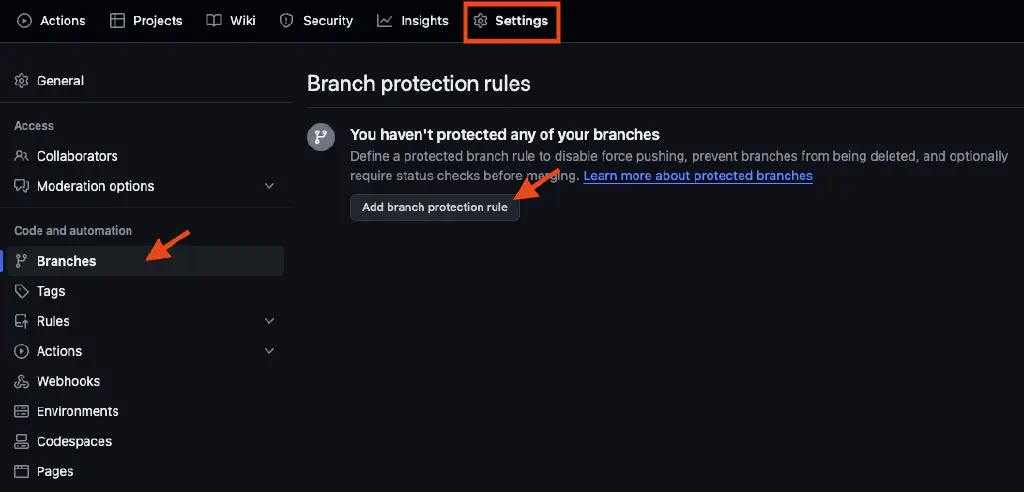 Actions Projects Wiki Security Insights Settings
General
Access
Collaborators
Moderation options
Code and automation
Branches
Tags
Rules
Actions
Webhooks
Environments
Codespaces
Pages
Branch protection rules
You haven't protected any of your branches
Define a protected branch rule to disable force pushing, prevent branches from being deleted, and optionally
require status checks before merging. Learn more about protected branches
Add branch protection rule